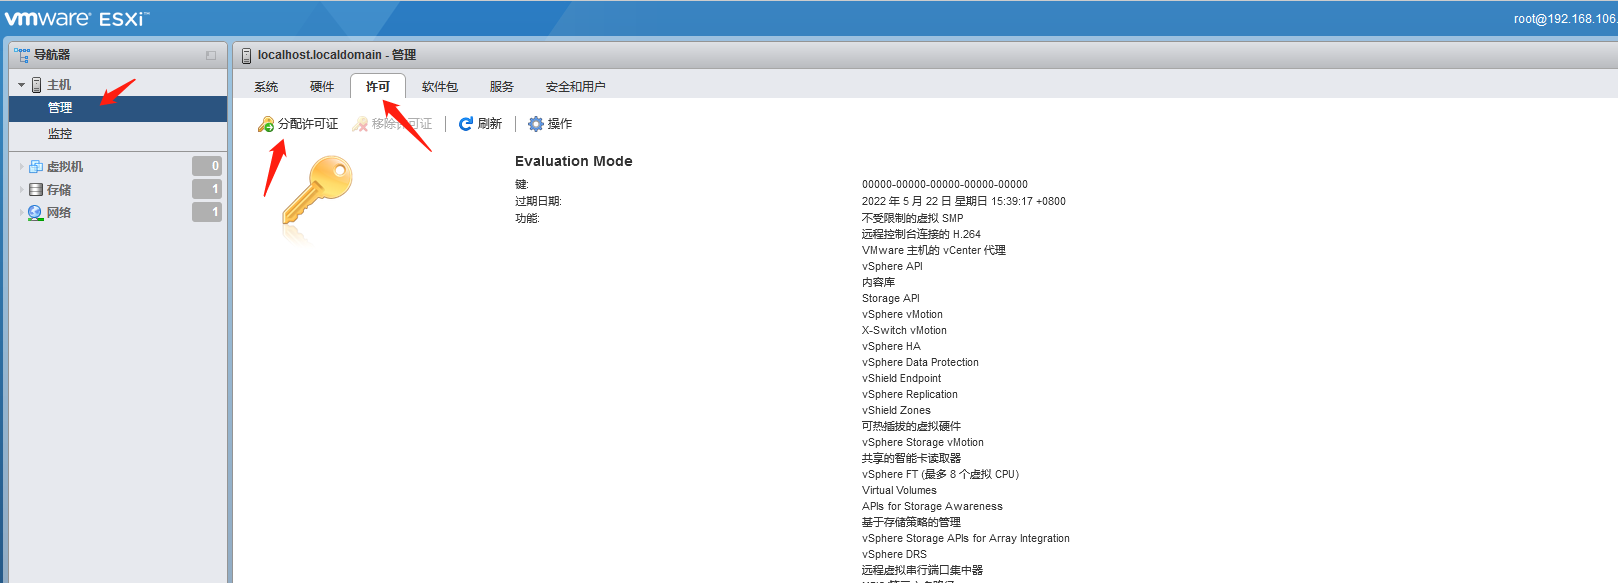 vmware ESXi™
root@192.168.106.
导航器
主机
管理
监控
虚拟机 0
存储 1
网络 1
localhost.localdomain - 管理
系统 硬件 许可 软件包 服务 安全和用户
分配许可证 移除许可证 刷新 操作
Evaluation Mode
键: 00000-00000-00000-00000-00000
过期日期: 2022 年 5 月 22 日 星期日 15:39:17 +0800
功能: 不受限制的虚拟 SMP
远程控制台连接的 H.264
VMware 主机的 vCenter 代理
vSphere API
内容库
Storage API
vSphere vMotion
X-Switch vMotion
vSphere HA
vSphere Data Protection
vShield Endpoint
vSphere Replication
vShield Zones
可热插拔的虚拟硬件
vSphere Storage vMotion
共享的智能卡读取器
vSphere FT (最多 8 个虚拟 CPU)
Virtual Volumes
APIs for Storage Awareness
基于存储策略的管理
vSphere Storage APIs for Array Integration
vSphere DRS
远程虚拟串行端口集中器